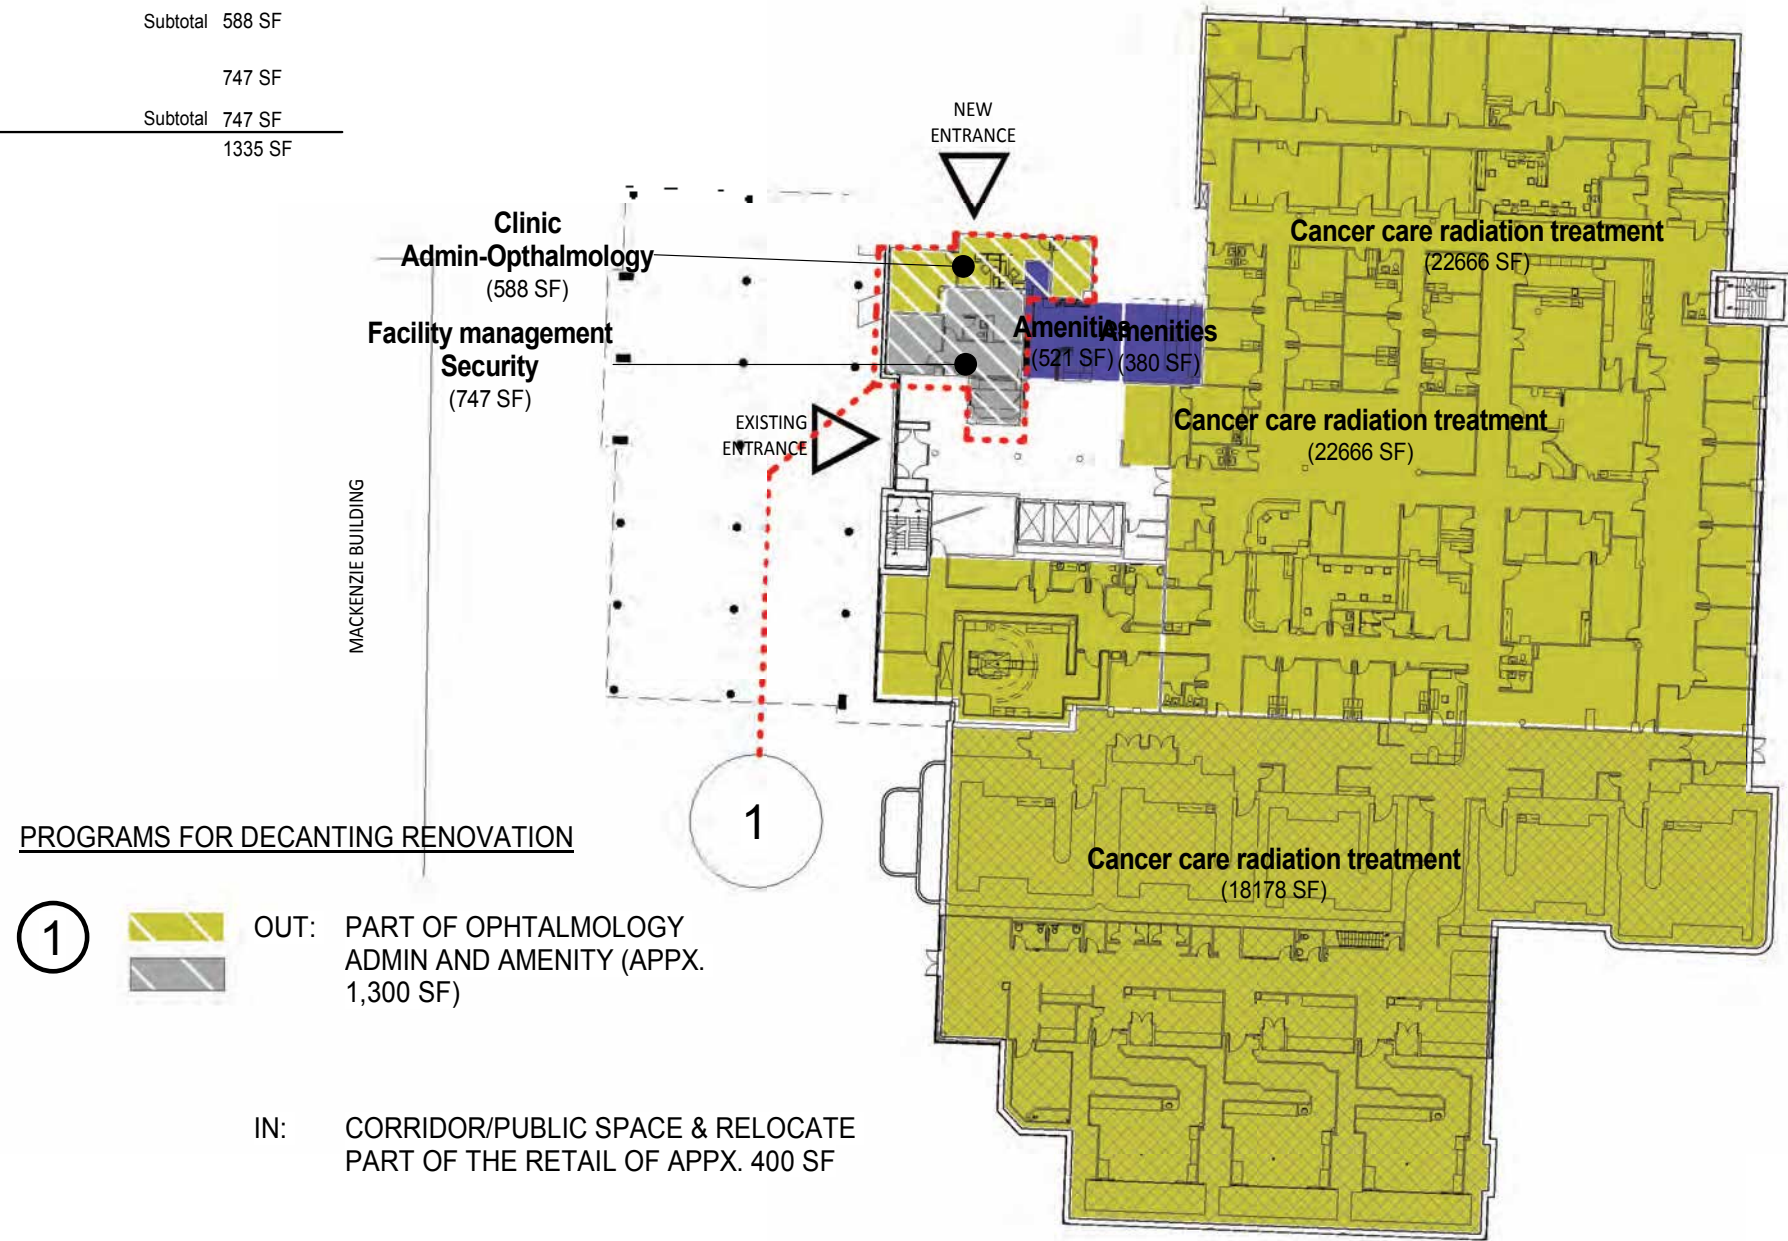 Subtotal 588 SF
747 SF
Subtotal 747 SF
1335 SF
NEW
ENTRANCE
Clinic
Admin-Opthalmology
(588 SF)
Facility management
Security
(747 SF)
Amenities
(521 SF)
Amenities
(380 SF)
Cancer care radiation treatment
(22666 SF)
Cancer care radiation treatment
(22666 SF)
EXISTING
ENTRANCE
MACKENZIE BUILDING
1
Cancer care radiation treatment
(18178 SF)
PROGRAMS FOR DECANTING RENOVATION
1
OUT: PART OF OPHTALMOLOGY
ADMIN AND AMENITY (APPX.
1,300 SF)
IN: CORRIDOR/PUBLIC SPACE & RELOCATE
PART OF THE RETAIL OF APPX. 400 SF